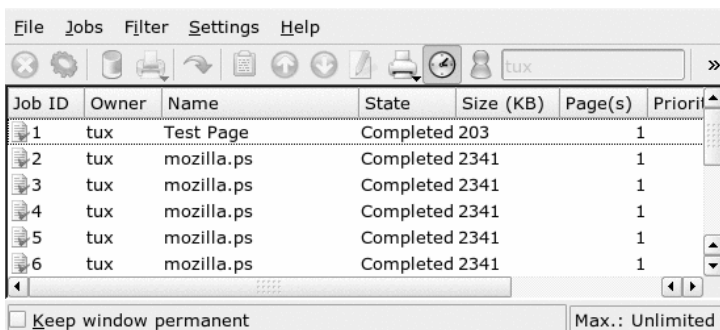 File Jobs Filter Settings Help
tux
Job ID Owner Name State Size (KB) Page(s) Priorit
1 tux Test Page Completed 203 1
2 tux mozilla.ps Completed 2341 1
3 tux mozilla.ps Completed 2341 1
4 tux mozilla.ps Completed 2341 1
5 tux mozilla.ps Completed 2341 1
6 tux mozilla.ps Completed 2341 1
Keep window permanent Max.: Unlimited